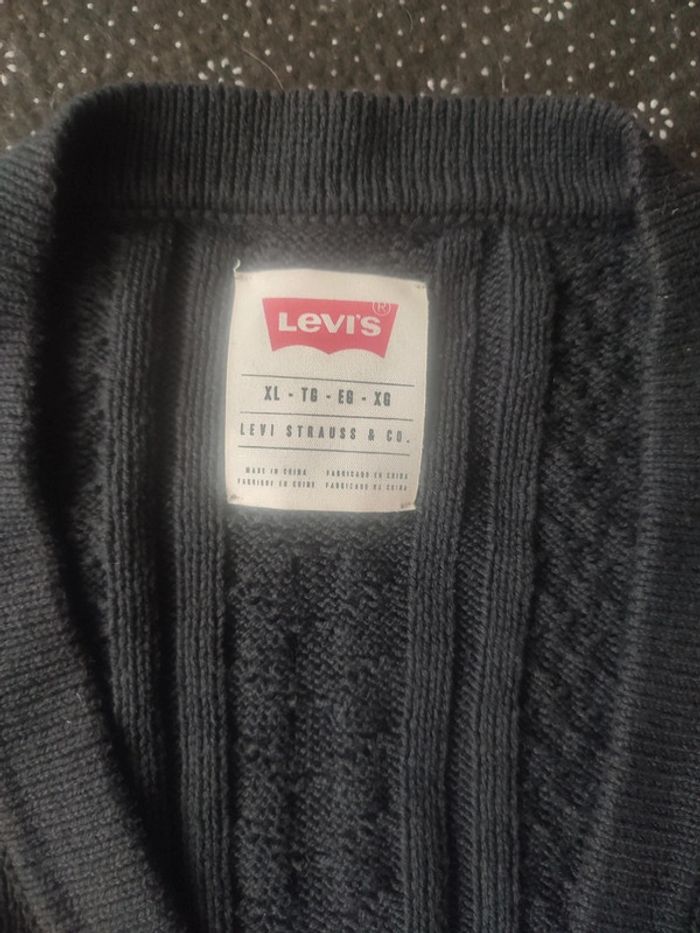 LEVI'S ®
XL - TG - EG - XG
LEVI STRAUSS & CO.
MADE IN CHINA FABRICADO EN CHINA
FABRIQUÉ EN CHINE FABRICADO NA CHINA